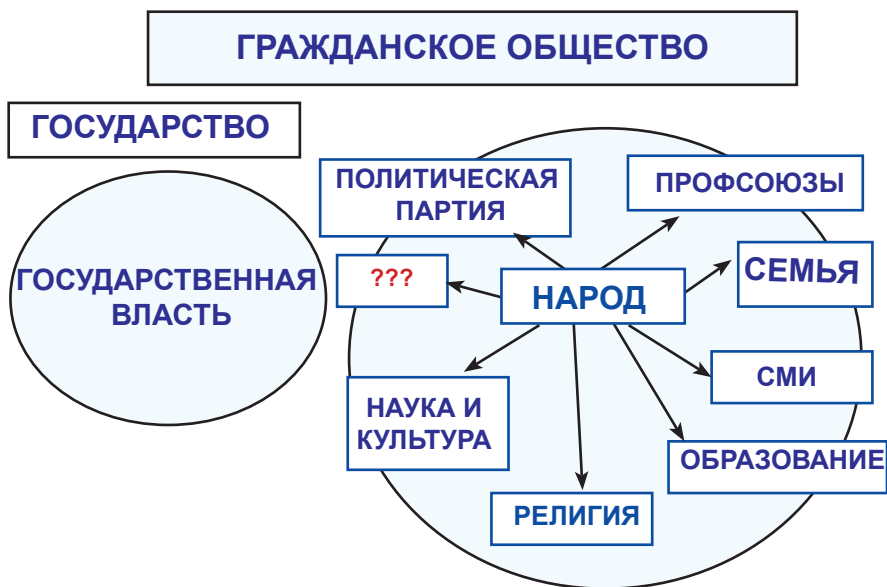 ГРАЖДАНСКОЕ ОБЩЕСТВО
ГОСУДАРСТВО
ГОСУДАРСТВЕННАЯ
ВЛАСТЬ
ПОЛИТИЧЕСКАЯ
ПАРТИЯ
ПРОФСОЮЗЫ
???
НАРОД
СЕМЬЯ
СМИ
НАУКА И
КУЛЬТУРА
ОБРАЗОВАНИЕ
РЕЛИГИЯ